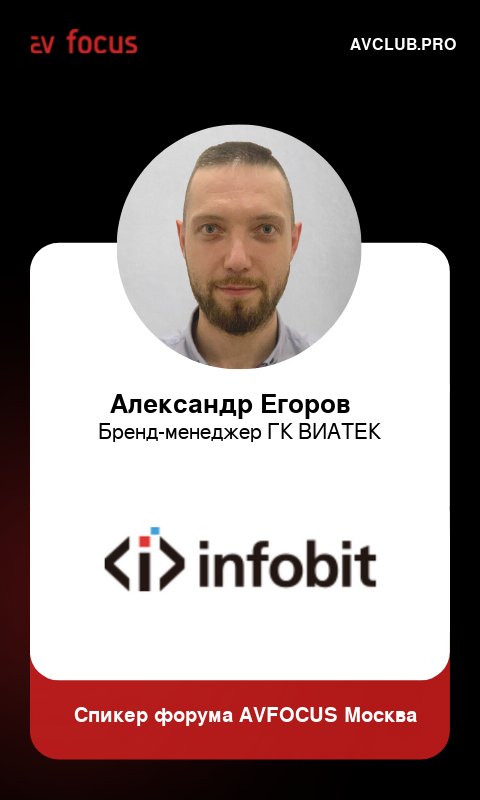 av focus
AVCLUB.PRO
Александр Егоров
Бренд-менеджер ГК ВИАТЕК
<i> infobit
Спикер форума AVFOCUS Москва